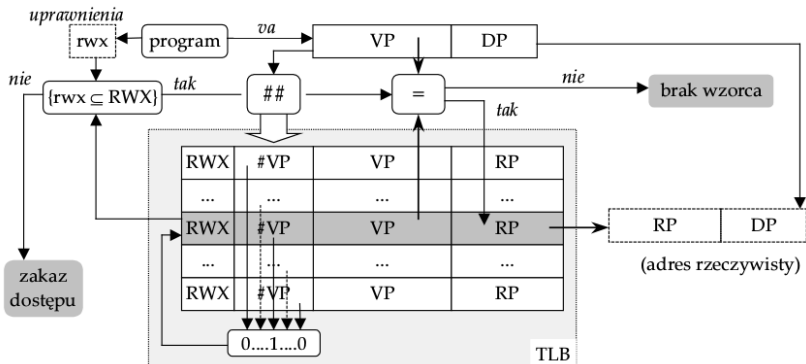 uprawnienia
rwx
program
va
VP
DP
nie
{rwx ⊆ RWX}
tak
##
=
nie
tak
brak wzorca
RWX #VP VP RP
... ... ... ...
RWX #VP VP RP
... ... ... ...
RWX #VP VP RP
RP DP
(adres rzeczywisty)
zakaz
dostępu
0....1....0
TLB